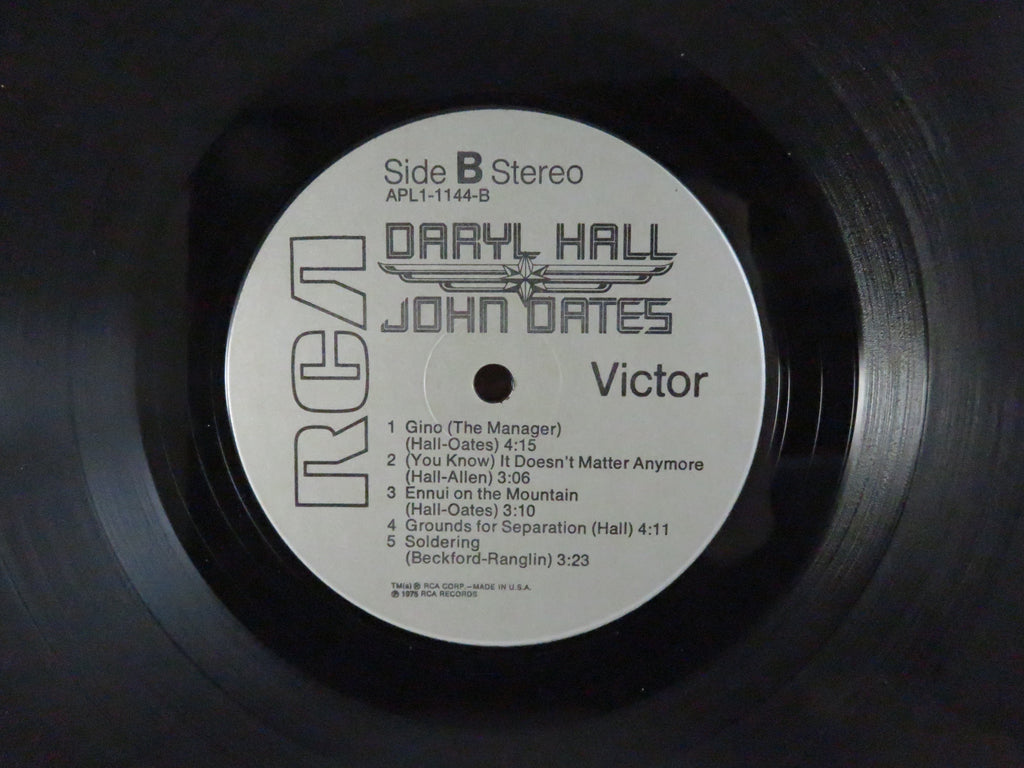 Side B Stereo
APL1-1144-B
DARYL HALL
JOHN OATES
RCA
Victor
1 Gino (The Manager)
(Hall-Oates) 4:15
2 (You Know) It Doesn't Matter Anymore
(Hall-Allen) 3:06
3 Ennui on the Mountain
(Hall-Oates) 3:10
4 Grounds for Separation (Hall) 4:11
5 Soldering
(Beckford-Ranglin) 3:23
TM(s) ® RCA CORP.—MADE IN U.S.A.
℗ 1975 RCA RECORDS